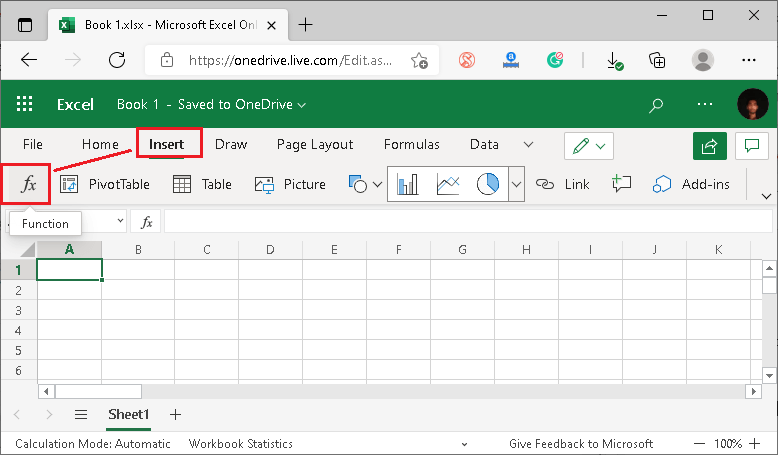 Book 1.xlsx - Microsoft Excel Onl
https://onedrive.live.com/Edit.as...
Excel Book 1 - Saved to OneDrive
File Home Insert Draw Page Layout Formulas Data
fx PivotTable Table Picture Link Add-ins
Function
fx
A B C D E F G H I J K
1
2
3
4
5
6
Sheet1
Calculation Mode: Automatic Workbook Statistics Give Feedback to Microsoft 100%